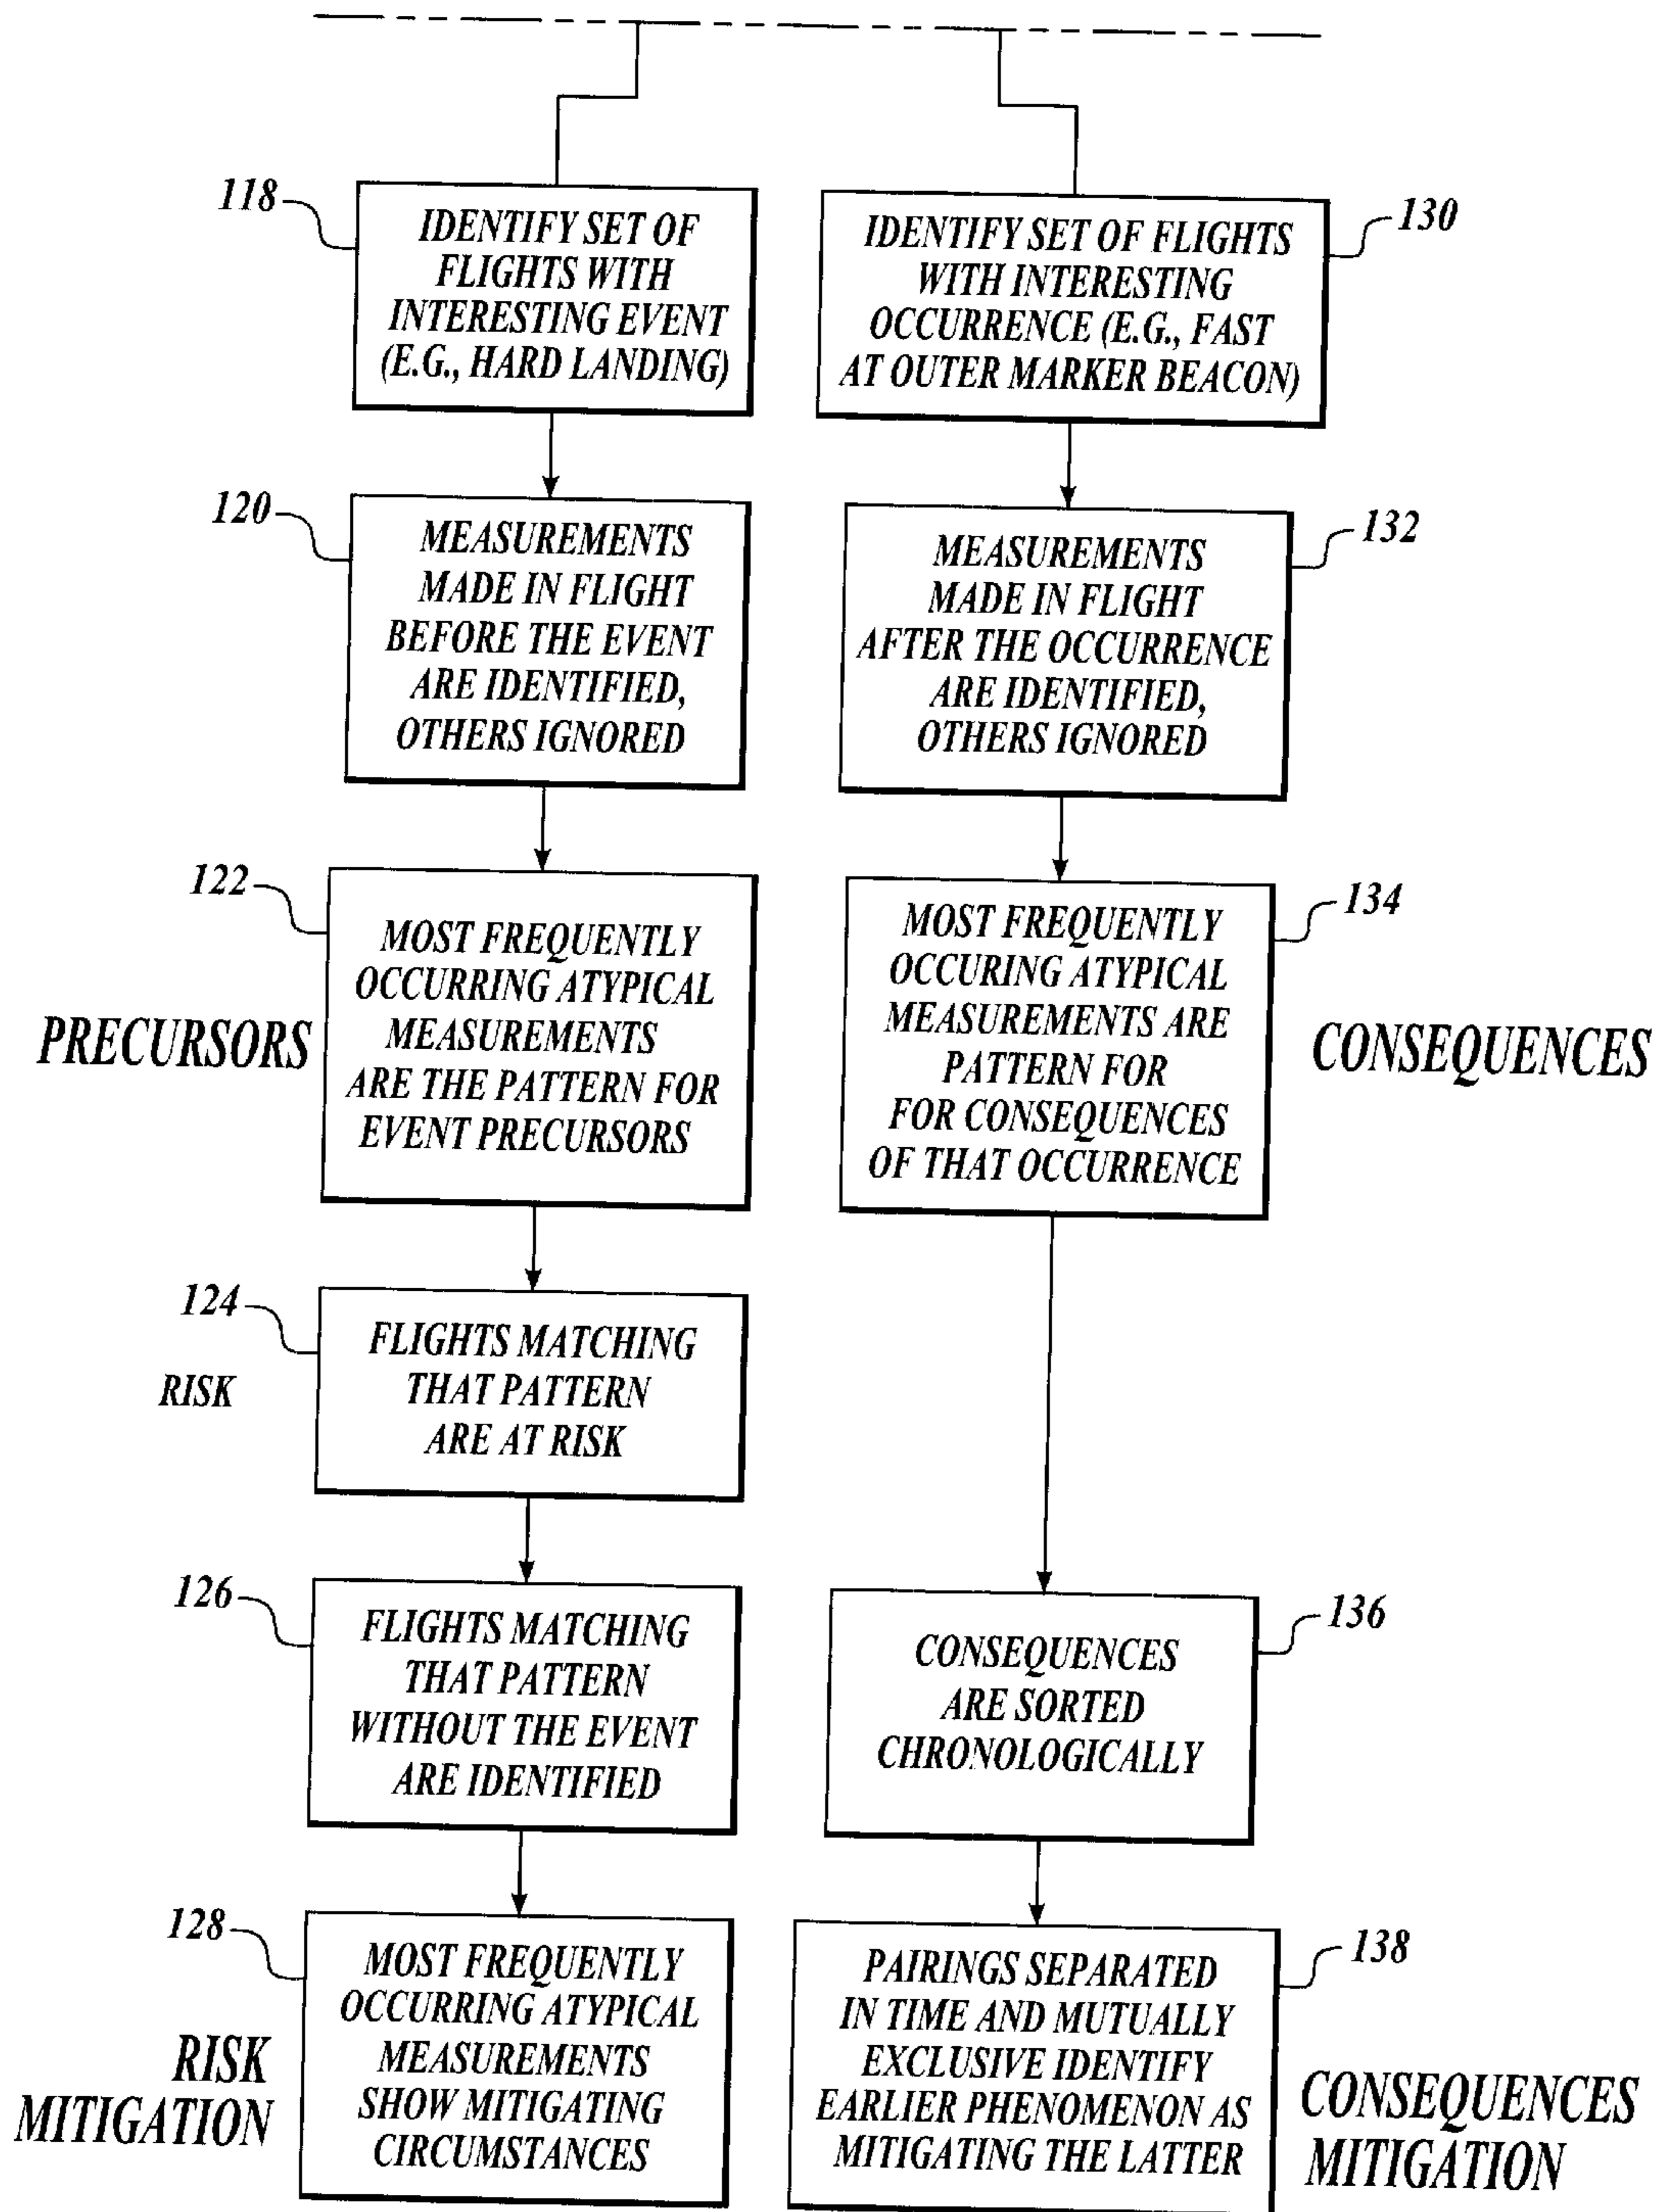 118
IDENTIFY SET OF
FLIGHTS WITH
INTERESTING EVENT
(E.G., HARD LANDING)
130
IDENTIFY SET OF FLIGHTS
WITH INTERESTING
OCCURRENCE (E.G., FAST
AT OUTER MARKER BEACON)
120
MEASUREMENTS
MADE IN FLIGHT
BEFORE THE EVENT
ARE IDENTIFIED,
OTHERS IGNORED
132
MEASUREMENTS
MADE IN FLIGHT
AFTER THE OCCURRENCE
ARE IDENTIFIED,
OTHERS IGNORED
122
PRECURSORS
MOST FREQUENTLY
OCCURRING ATYPICAL
MEASUREMENTS
ARE THE PATTERN FOR
EVENT PRECURSORS
134
MOST FREQUENTLY
OCCURING ATYPICAL
MEASUREMENTS ARE
PATTERN FOR
FOR CONSEQUENCES
OF THAT OCCURRENCE
CONSEQUENCES
124
RISK
FLIGHTS MATCHING
THAT PATTERN
ARE AT RISK
126
FLIGHTS MATCHING
THAT PATTERN
WITHOUT THE EVENT
ARE IDENTIFIED
136
CONSEQUENCES
ARE SORTED
CHRONOLOGICALLY
128
RISK
MITIGATION
MOST FREQUENTLY
OCCURRING ATYPICAL
MEASUREMENTS
SHOW MITIGATING
CIRCUMSTANCES
138
PAIRINGS SEPARATED
IN TIME AND MUTUALLY
EXCLUSIVE IDENTIFY
EARLIER PHENOMENON AS
MITIGATING THE LATTER
CONSEQUENCES
MITIGATION